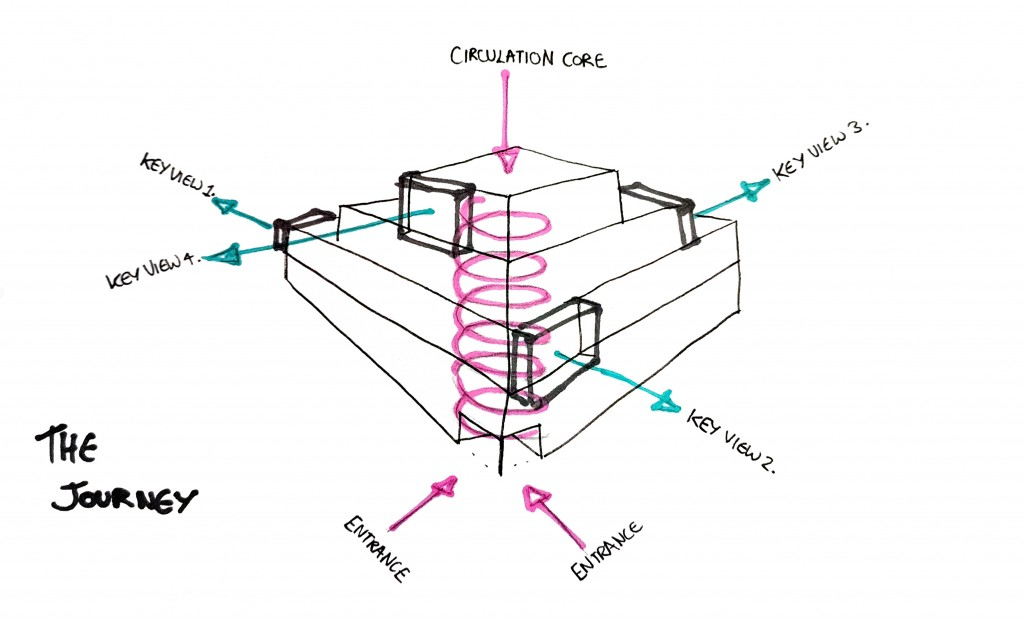 CIRCULATION CORE
KEY VIEW 1.
KEY VIEW 3.
KEY VIEW 4.
KEY VIEW 2.
THE
JOURNEY
ENTRANCE
ENTRANCE